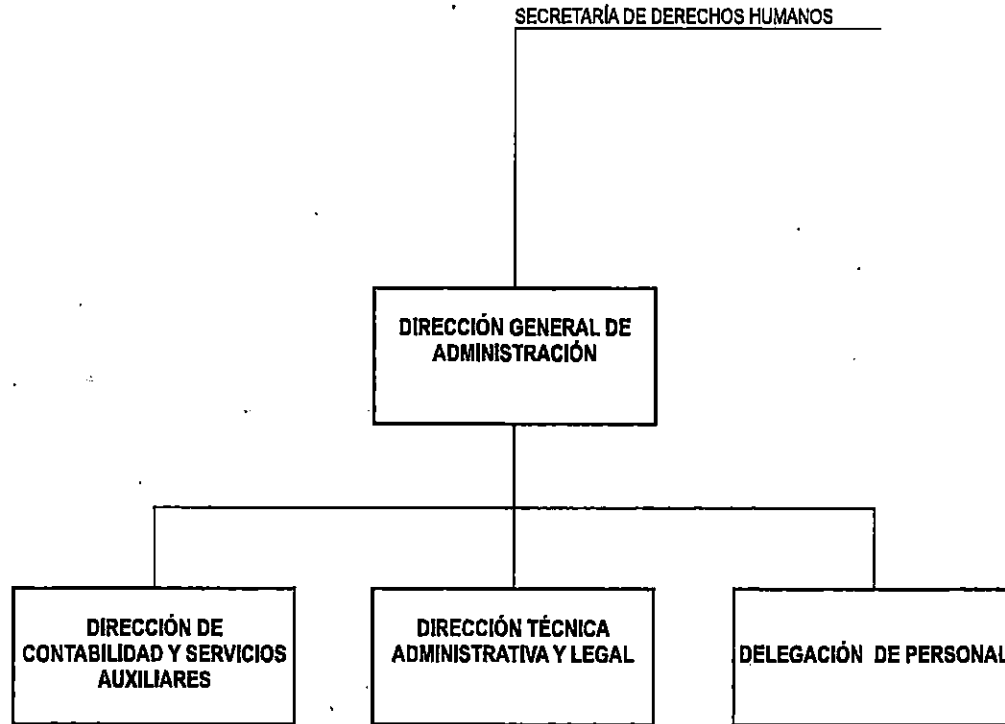 SECRETARÍA DE DERECHOS HUMANOS
DIRECCIÓN GENERAL DE
ADMINISTRACIÓN
DIRECCIÓN DE
CONTABILIDAD Y SERVICIOS
AUXILIARES
DIRECCIÓN TÉCNICA
ADMINISTRATIVA Y LEGAL
DELEGACIÓN DE PERSONAL